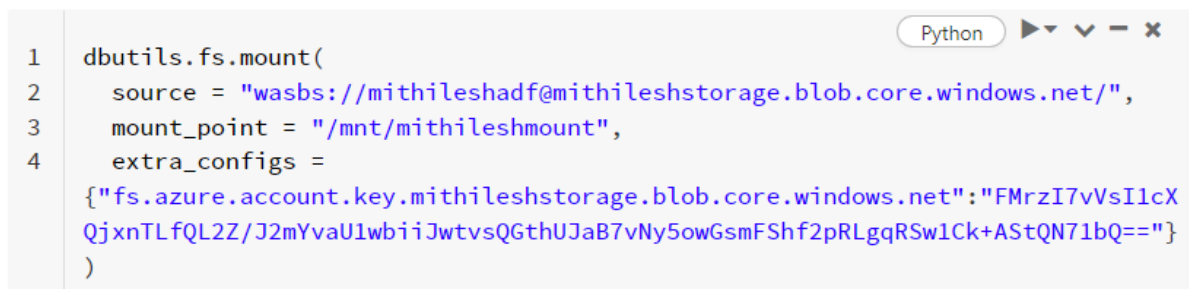 Python
1 dbutils.fs.mount(
2 source = "wasbs://mithileshadf@mithileshstorage.blob.core.windows.net/",
3 mount_point = "/mnt/mithileshmount",
4 extra_configs =
{"fs.azure.account.key.mithileshstorage.blob.core.windows.net":"FMrzI7vVsI1cX
QjxnTLfQL2Z/J2mYvaU1wbiiJwtvsQGthUJaB7vNy5owGsmFShf2pRLgqRSw1Ck+AStQN71bQ=="}
)